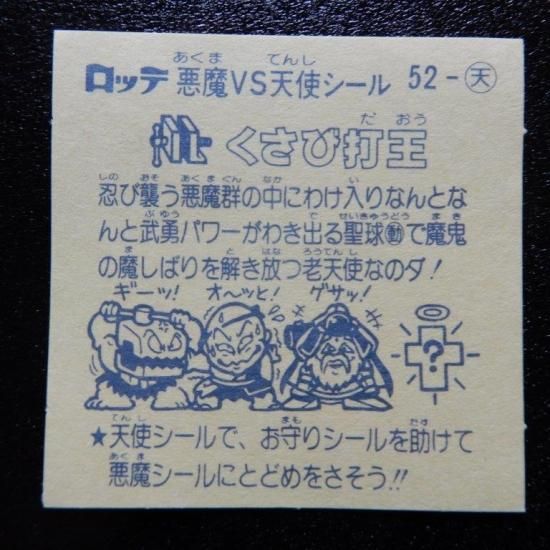 ロッテ 悪魔VS天使シール 52-天
くさび打王
忍び襲う悪魔群の中にわけ入りなんとな
んと武勇パワーがわき出る聖球動で魔鬼
の魔しばりを解き放つ老天使なのダ!
ギーッ! オ〜ッと! グサッ!
?
★天使シールで、お守りシールを助けて
悪魔シールにとどめをさそう!!